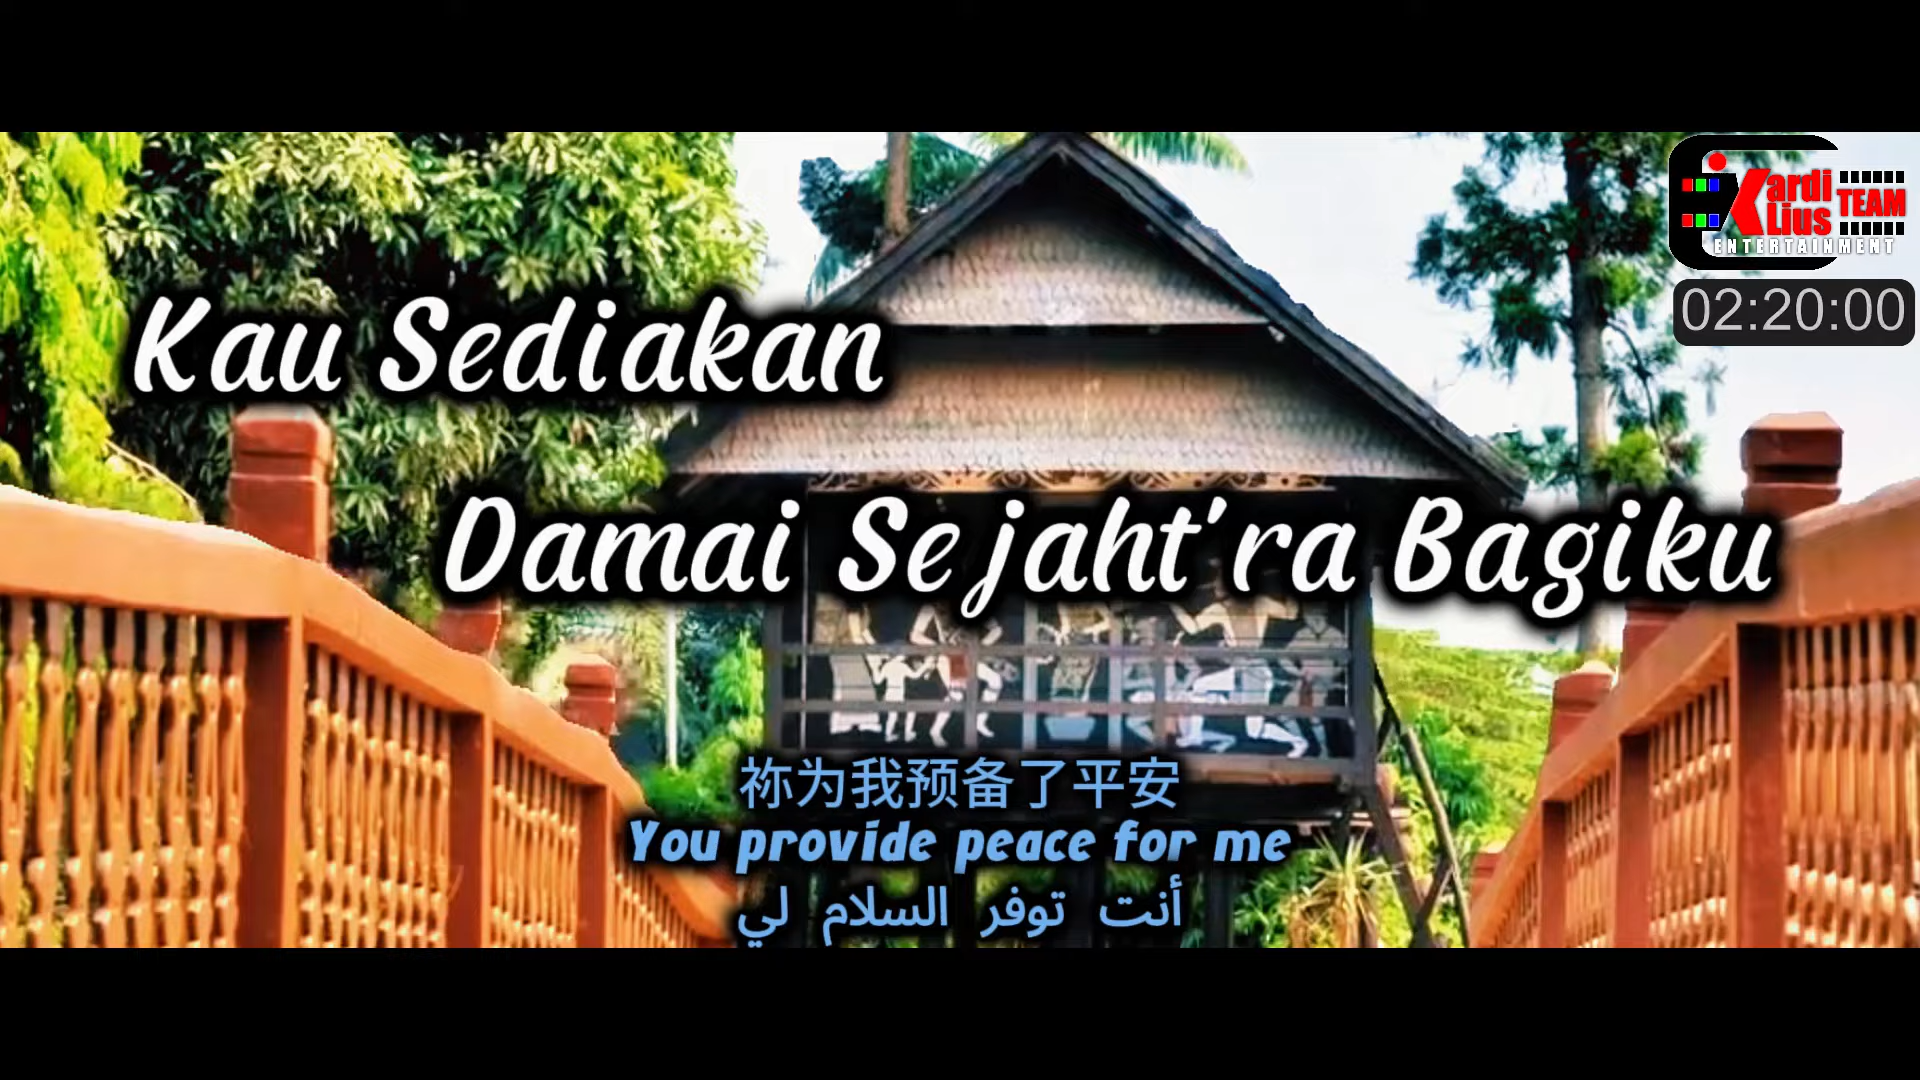 Kardi
Lius TEAM
ENTERTAINMENT
02:20:00
Kau Sediakan
Damai Sejaht'ra Bagiku
祢为我预备了平安
You provide peace for me
أنت توفر السلام لي